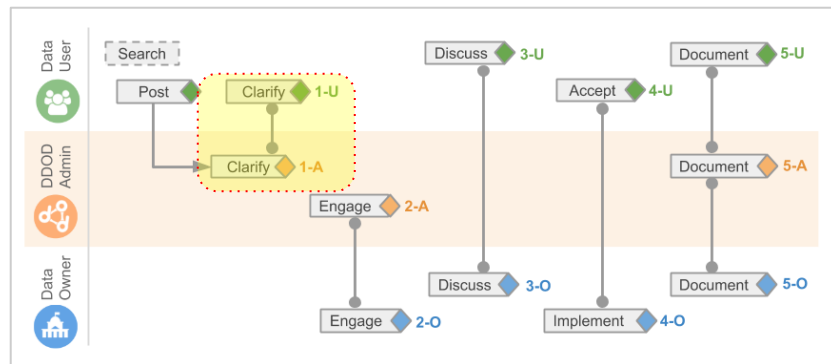 Data
User
Search
Post
Clarify
1-U
Discuss
3-U
Accept
4-U
Document
5-U
DDOD
Admin
Clarify
1-A
Engage
2-A
Document
5-A
Data
Owner
Engage
2-O
Discuss
3-O
Implement
4-O
Document
5-O